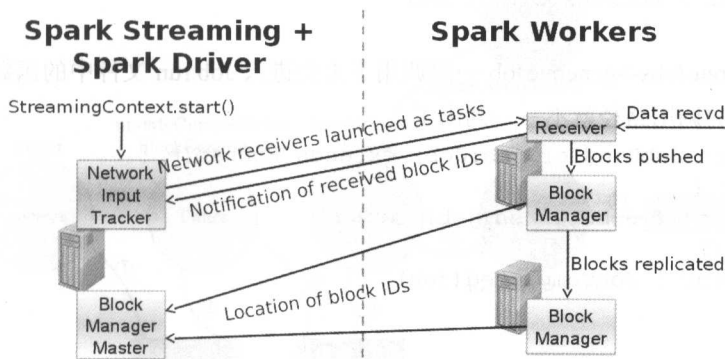 Spark Streaming +
Spark Driver
Spark Workers
StreamingContext.start()
Network receivers launched as tasks
Receiver
Data recvd
Notification of received block IDs
Blocks pushed
Network
Input
Tracker
Block
Manager
Blocks replicated
Location of block IDs
Block
Manager
Master
Block
Manager